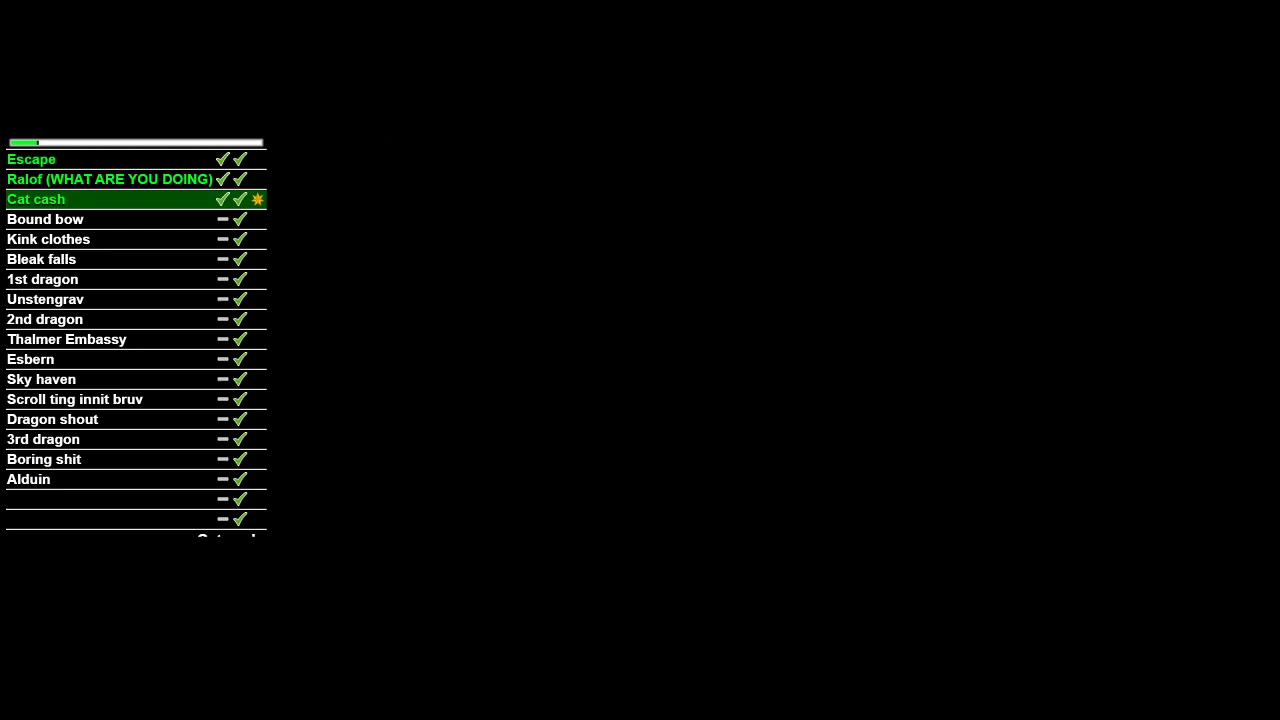 Escape
Ralof (WHAT ARE YOU DOING)
Cat cash
Bound bow
Kink clothes
Bleak falls
1st dragon
Unstengrav
2nd dragon
Thalmer Embassy
Esbern
Sky haven
Scroll ting innit bruv
Dragon shout
3rd dragon
Boring shit
Alduin